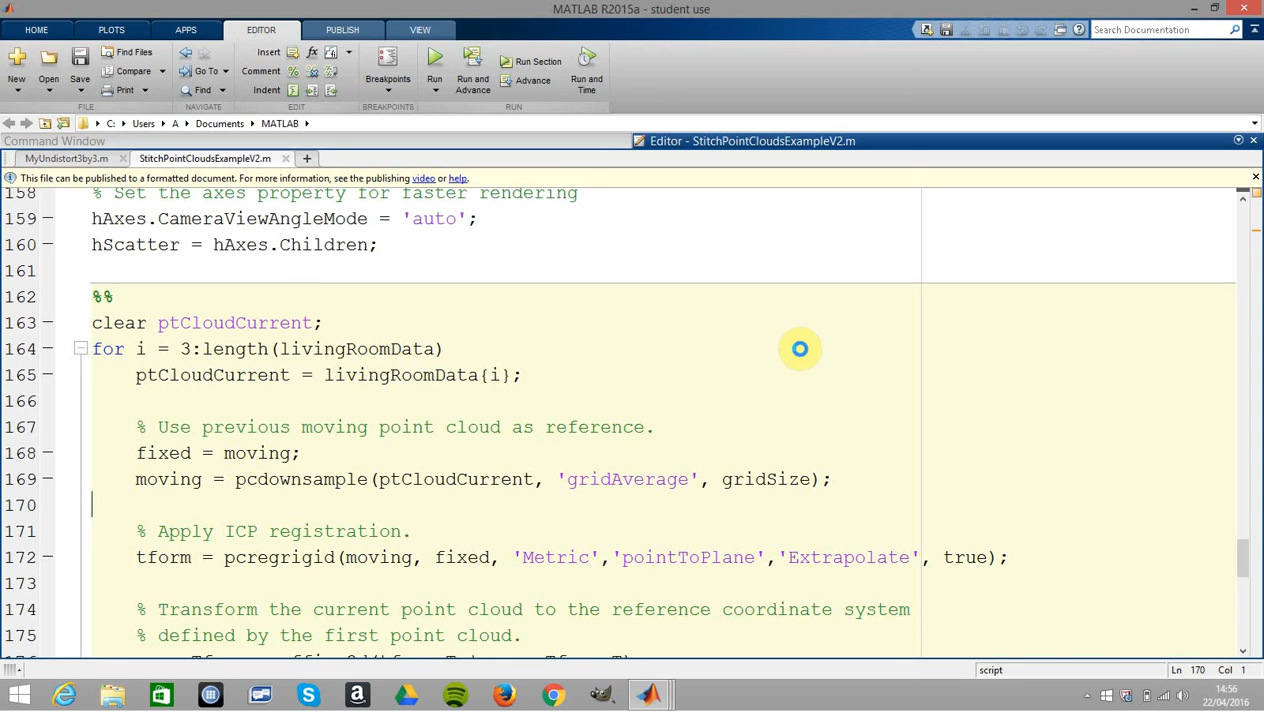 MATLAB R2015a - student use
HOME PLOTS APPS EDITOR PUBLISH VIEW
Search Documentation
Find Files
Compare
Print
Go To
Find
Insert
Comment
Indent
fx
New Open Save
Breakpoints
Run
Run and Advance
Run Section
Advance
Run and Time
FILE NAVIGATE EDIT BREAKPOINTS RUN
C: Users A Documents MATLAB
Command Window
Editor - StitchPointCloudsExampleV2.m
MyUndistort3by3.m StitchPointCloudsExampleV2.m
This file can be published to a formatted document. For more information, see the publishing video or help.
158 % Set the axes property for faster rendering
159 hAxes.CameraViewAngleMode = 'auto';
160 hScatter = hAxes.Children;
161
162 %%
163 clear ptCloudCurrent;
164 for i = 3:length(livingRoomData)
165 ptCloudCurrent = livingRoomData{i};
166
167 % Use previous moving point cloud as reference.
168 fixed = moving;
169 moving = pcdownsample(ptCloudCurrent, 'gridAverage', gridSize);
170
171 % Apply ICP registration.
172 tform = pcregrigid(moving, fixed, 'Metric','pointToPlane','Extrapolate', true);
173
174 % Transform the current point cloud to the reference coordinate system
175 % defined by the first point cloud.
script Ln 170 Col 1
14:56
22/04/2016